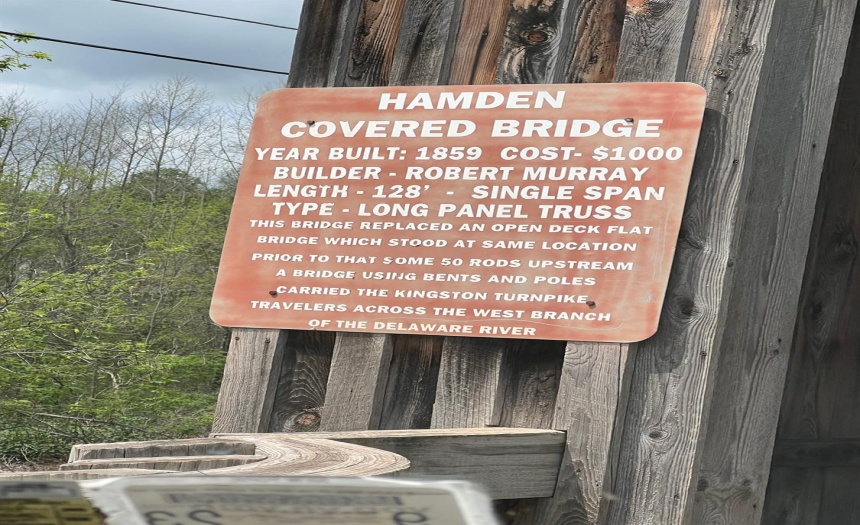 HAMDEN
COVERED BRIDGE
YEAR BUILT: 1859 COST- $1000
BUILDER - ROBERT MURRAY
LENGTH - 128' - SINGLE SPAN
TYPE - LONG PANEL TRUSS
THIS BRIDGE REPLACED AN OPEN DECK FLAT
BRIDGE WHICH STOOD AT SAME LOCATION
PRIOR TO THAT SOME 50 RODS UPSTREAM
A BRIDGE USING BENTS AND POLES
CARRIED THE KINGSTON TURNPIKE
TRAVELERS ACROSS THE WEST BRANCH
OF THE DELAWARE RIVER